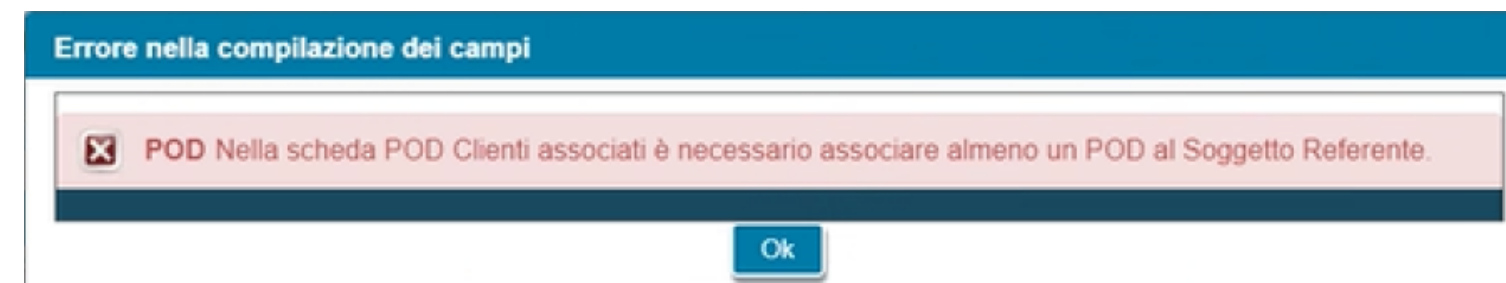 Errore nella compilazione dei campi
POD Nella scheda POD Clienti associati è necessario associare almeno un POD al Soggetto Referente.
Ok